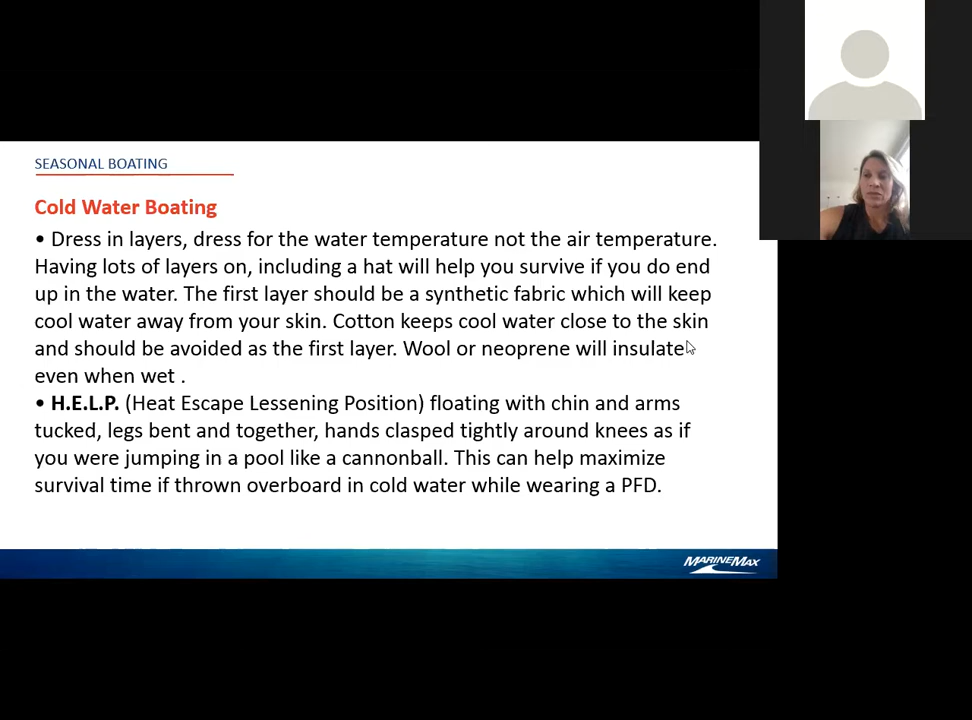 SEASONAL BOATING
Cold Water Boating
• Dress in layers, dress for the water temperature not the air temperature.
Having lots of layers on, including a hat will help you survive if you do end
up in the water. The first layer should be a synthetic fabric which will keep
cool water away from your skin. Cotton keeps cool water close to the skin
and should be avoided as the first layer. Wool or neoprene will insulate
even when wet .
• H.E.L.P. (Heat Escape Lessening Position) floating with chin and arms
tucked, legs bent and together, hands clasped tightly around knees as if
you were jumping in a pool like a cannonball. This can help maximize
survival time if thrown overboard in cold water while wearing a PFD.
MARINEMAX